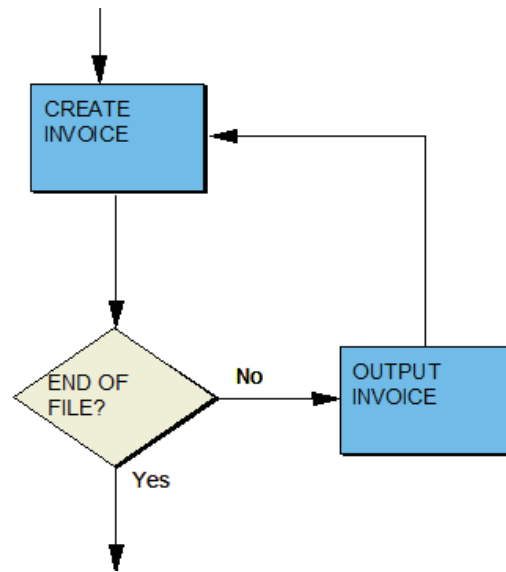 CREATE
INVOICE
END OF
FILE?
No
OUTPUT
INVOICE
Yes